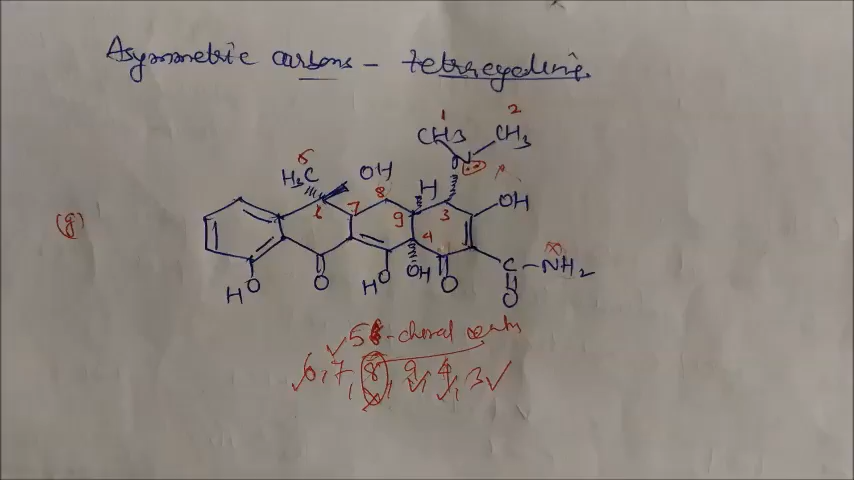 Asymmetric carbons - tetracycline.
1 2
CH3 CH3
N
5
H3C OH 8 H
(g) 6 7 9 3 OH
4
O OH O C - NH2
HO HO O
✓ 5 - chiral cents
6, 7, 8, 9, 4, 3 ✓